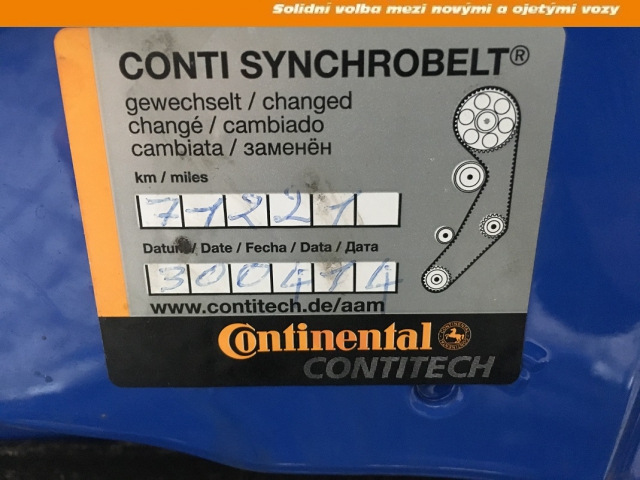 Solidní volba mezi novými a ojetými vozy
CONTI SYNCHROBELT®
gewechselt / changed
changé / cambiado
cambiata / заменён
km / miles
71221
Datum / Date / Fecha / Data / Дата
300414
www.contitech.de/aam
Continental
CONTITECH